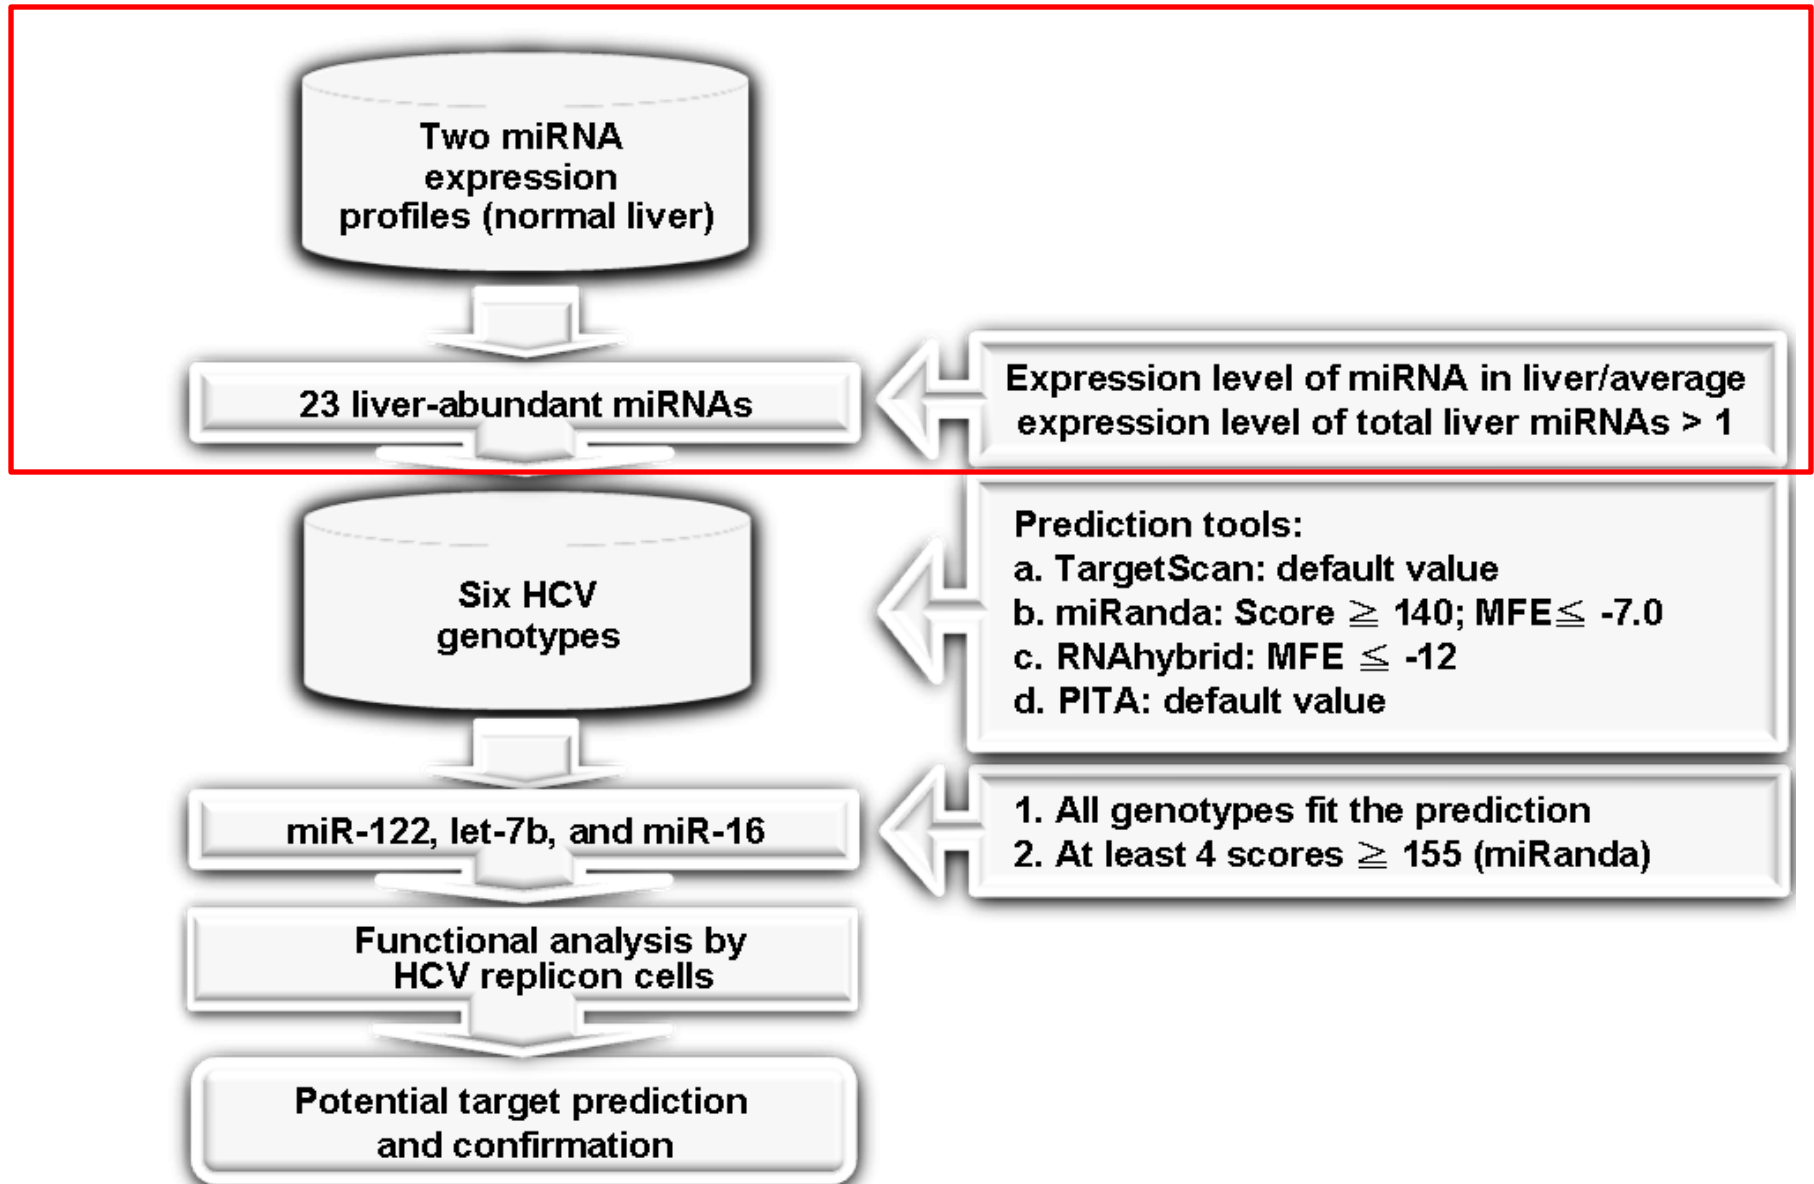 Two miRNA
expression
profiles (normal liver)
23 liver-abundant miRNAs
Expression level of miRNA in liver/average
expression level of total liver miRNAs > 1
Six HCV
genotypes
Prediction tools:
a. TargetScan: default value
b. miRanda: Score ≧ 140; MFE≦ -7.0
c. RNAhybrid: MFE ≦ -12
d. PITA: default value
miR-122, let-7b, and miR-16
1. All genotypes fit the prediction
2. At least 4 scores ≧ 155 (miRanda)
Functional analysis by
HCV replicon cells
Potential target prediction
and confirmation